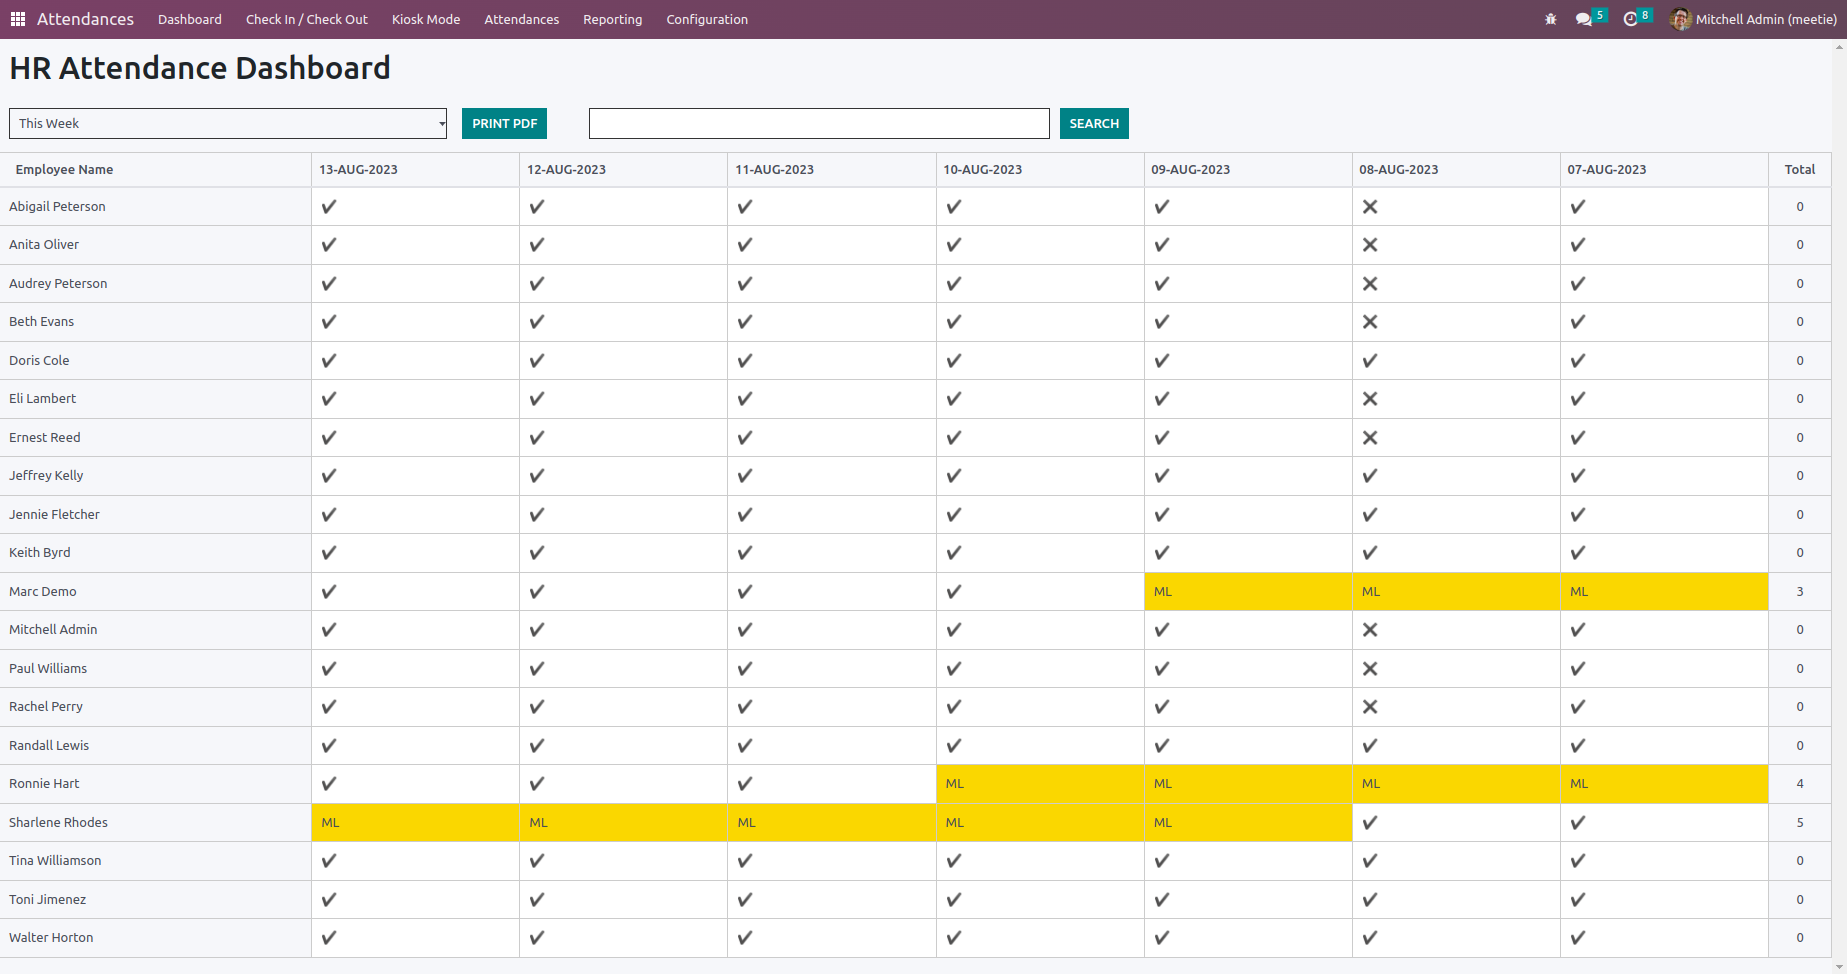 Attendances Dashboard Check In / Check Out Kiosk Mode Attendances Reporting Configuration 5 8 Mitchell Admin (meetie)
HR Attendance Dashboard
This Week PRINT PDF SEARCH
Employee Name 13-AUG-2023 12-AUG-2023 11-AUG-2023 10-AUG-2023 09-AUG-2023 08-AUG-2023 07-AUG-2023 Total
Abigail Peterson ✔ ✔ ✔ ✔ ✔ ✖ ✔ 0
Anita Oliver ✔ ✔ ✔ ✔ ✔ ✖ ✔ 0
Audrey Peterson ✔ ✔ ✔ ✔ ✔ ✖ ✔ 0
Beth Evans ✔ ✔ ✔ ✔ ✔ ✖ ✔ 0
Doris Cole ✔ ✔ ✔ ✔ ✔ ✔ ✔ 0
Eli Lambert ✔ ✔ ✔ ✔ ✔ ✖ ✔ 0
Ernest Reed ✔ ✔ ✔ ✔ ✔ ✖ ✔ 0
Jeffrey Kelly ✔ ✔ ✔ ✔ ✔ ✔ ✔ 0
Jennie Fletcher ✔ ✔ ✔ ✔ ✔ ✔ ✔ 0
Keith Byrd ✔ ✔ ✔ ✔ ✔ ✔ ✔ 0
Marc Demo ✔ ✔ ✔ ✔ ML ML ML 3
Mitchell Admin ✔ ✔ ✔ ✔ ✔ ✖ ✔ 0
Paul Williams ✔ ✔ ✔ ✔ ✔ ✖ ✔ 0
Rachel Perry ✔ ✔ ✔ ✔ ✔ ✖ ✔ 0
Randall Lewis ✔ ✔ ✔ ✔ ✔ ✔ ✔ 0
Ronnie Hart ✔ ✔ ✔ ML ML ML ML 4
Sharlene Rhodes ML ML ML ML ML ✔ ✔ 5
Tina Williamson ✔ ✔ ✔ ✔ ✔ ✔ ✔ 0
Toni Jimenez ✔ ✔ ✔ ✔ ✔ ✔ ✔ 0
Walter Horton ✔ ✔ ✔ ✔ ✔ ✔ ✔ 0